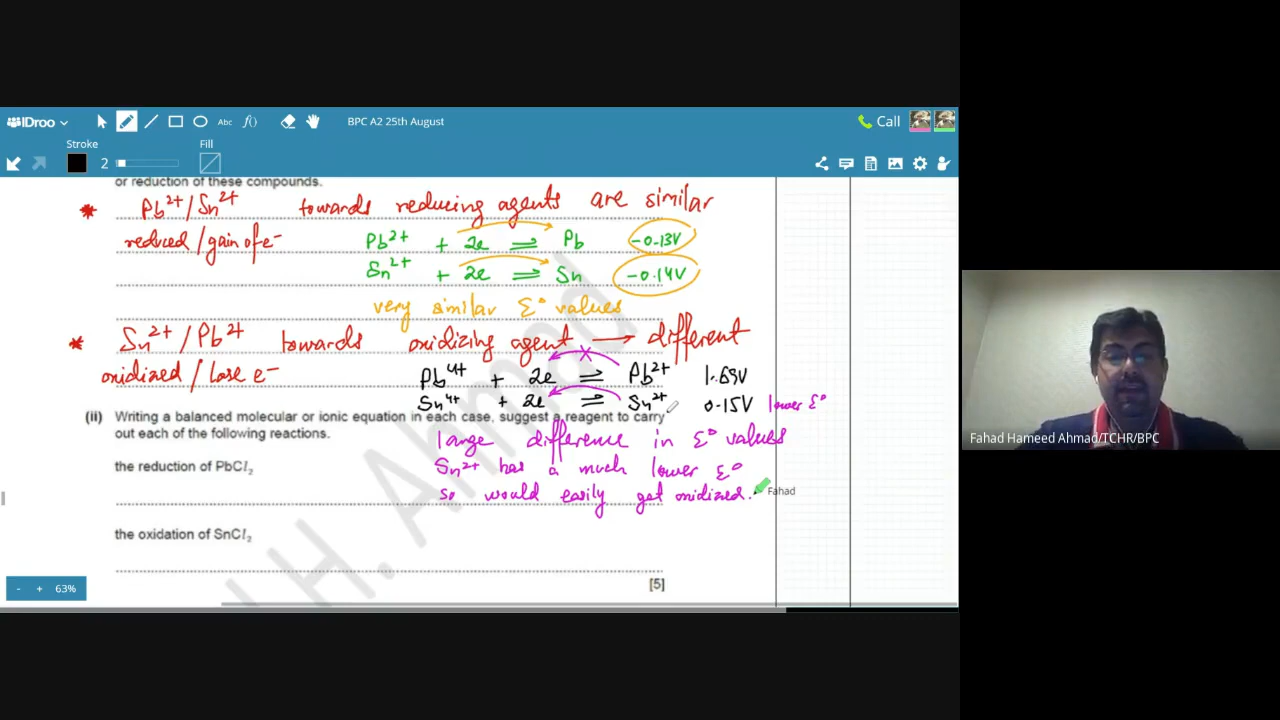 IDroo
Abc
f()
BPC A2 25th August
Call
Stroke
Fill
2
or reduction of these compounds.
* Pb²⁺/Sn²⁺ towards reducing agents are similar
reduced/gain of e⁻
Pb²⁺ + 2e ⇌ Pb -0.13V
Sn²⁺ + 2e ⇌ Sn -0.14V
very similar Ɛ° values
* Sn²⁺/Pb²⁺ towards oxidizing agent → different
oxidized/lose e⁻
Pb⁴⁺ + 2e ⇌ Pb²⁺ 1.69V
Sn⁴⁺ + 2e ⇌ Sn²⁺ 0.15V lower Ɛ°
(ii) Writing a balanced molecular or ionic equation in each case, suggest a reagent to carry
out each of the following reactions.
large difference in Ɛ° values
the reduction of PbCl₂
Sn²⁺ has a much lower Ɛ°
so would easily get oxidized.
Fahad
the oxidation of SnCl₂
[5]
- + 63%
H. Ahmad
Fahad Hameed Ahmad/TCHR/BPC